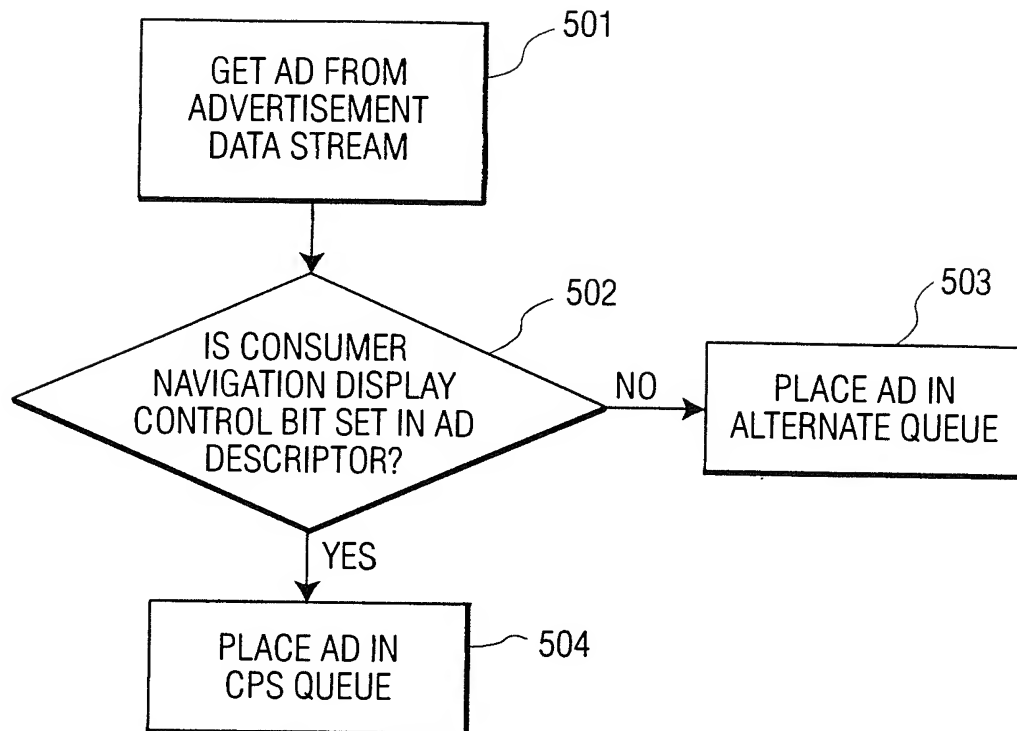 501
GET AD FROM
ADVERTISEMENT
DATA STREAM
502
IS CONSUMER
NAVIGATION DISPLAY
CONTROL BIT SET IN AD
DESCRIPTOR?
NO
503
PLACE AD IN
ALTERNATE QUEUE
YES
504
PLACE AD IN
CPS QUEUE